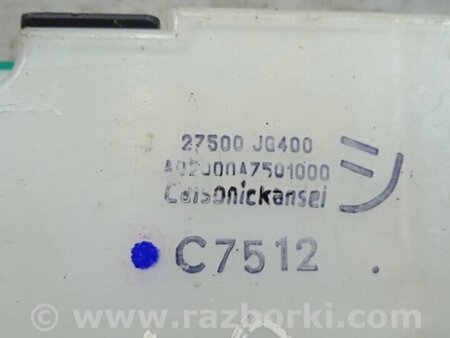 27500 JG400
A02J00A7501000
Calsonickansei
C7512 .
© www.razborki.com